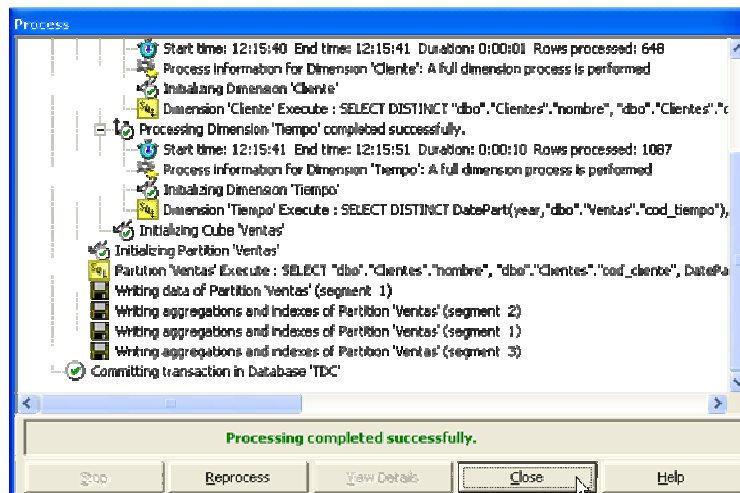 Process
Start time: 12:15:40 End time: 12:15:41 Duration: 0:00:01 Rows processed: 648
Process information for Dimension 'Cliente': A full dimension process is performed
Initializing Dimension 'Cliente'
SQL Dimension 'Cliente' Execute : SELECT DISTINCT "dbo"."Clientes"."nombre", "dbo"."Clientes"."c
Processing Dimension 'Tiempo' completed successfully.
Start time: 12:15:41 End time: 12:15:51 Duration: 0:00:10 Rows processed: 1087
Process information for Dimension 'Tiempo': A full dimension process is performed
Initializing Dimension 'Tiempo'
SQL Dimension 'Tiempo' Execute : SELECT DISTINCT DatePart(year,"dbo"."Ventas"."cod_tiempo"),
Initializing Cube 'Ventas'
Initializing Partition 'Ventas'
SQL Partition 'Ventas' Execute : SELECT "dbo"."Clientes"."nombre", "dbo"."Clientes"."cod_cliente", DatePa
Writing data of Partition 'Ventas' (segment 1)
Writing aggregations and indexes of Partition 'Ventas' (segment 2)
Writing aggregations and indexes of Partition 'Ventas' (segment 1)
Writing aggregations and indexes of Partition 'Ventas' (segment 3)
Committing transaction in Database 'TDC'
Processing completed successfully.
Stop Reprocess View Details Close Help